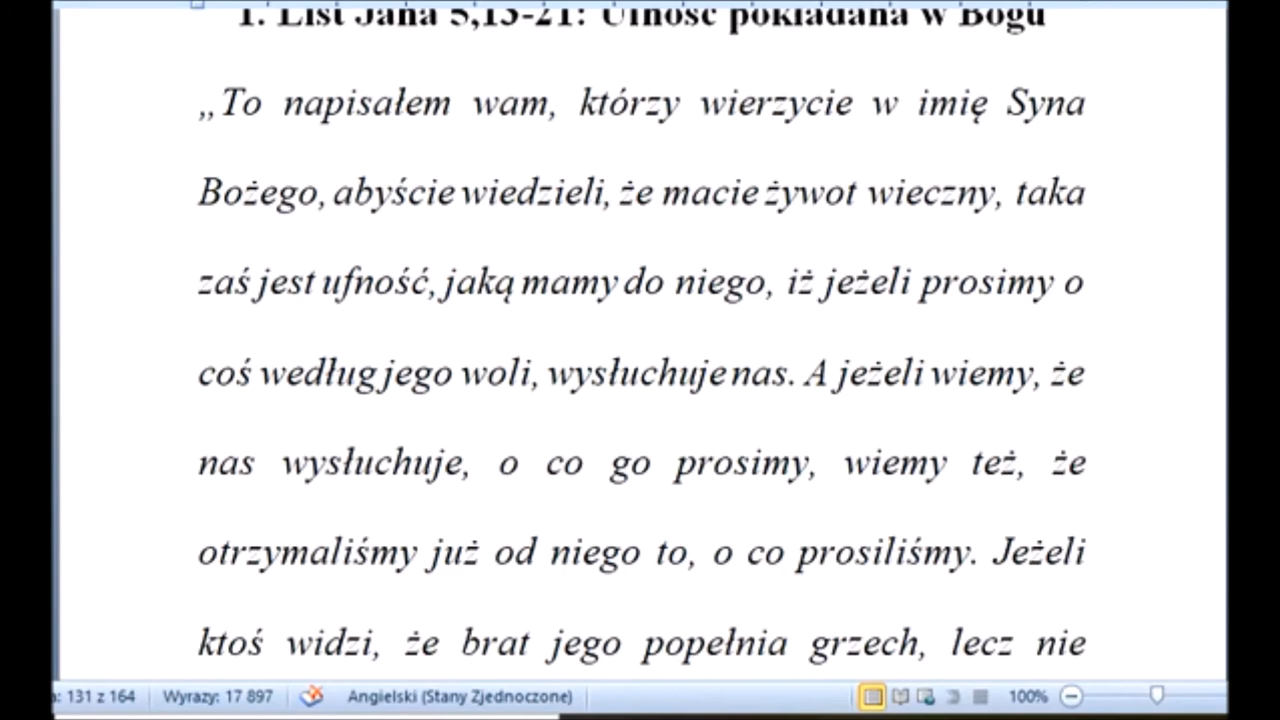 1. List Jana 5,13-21: Ufność pokładana w Bogu
„To napisałem wam, którzy wierzycie w imię Syna
Bożego, abyście wiedzieli, że macie żywot wieczny, taka
zaś jest ufność, jaką mamy do niego, iż jeżeli prosimy o
coś według jego woli, wysłuchuje nas. A jeżeli wiemy, że
nas wysłuchuje, o co go prosimy, wiemy też, że
otrzymaliśmy już od niego to, o co prosiliśmy. Jeżeli
ktoś widzi, że brat jego popełnia grzech, lecz nie
: 131 z 164 Wyrazy: 17 897 Angielski (Stany Zjednoczone) 100%